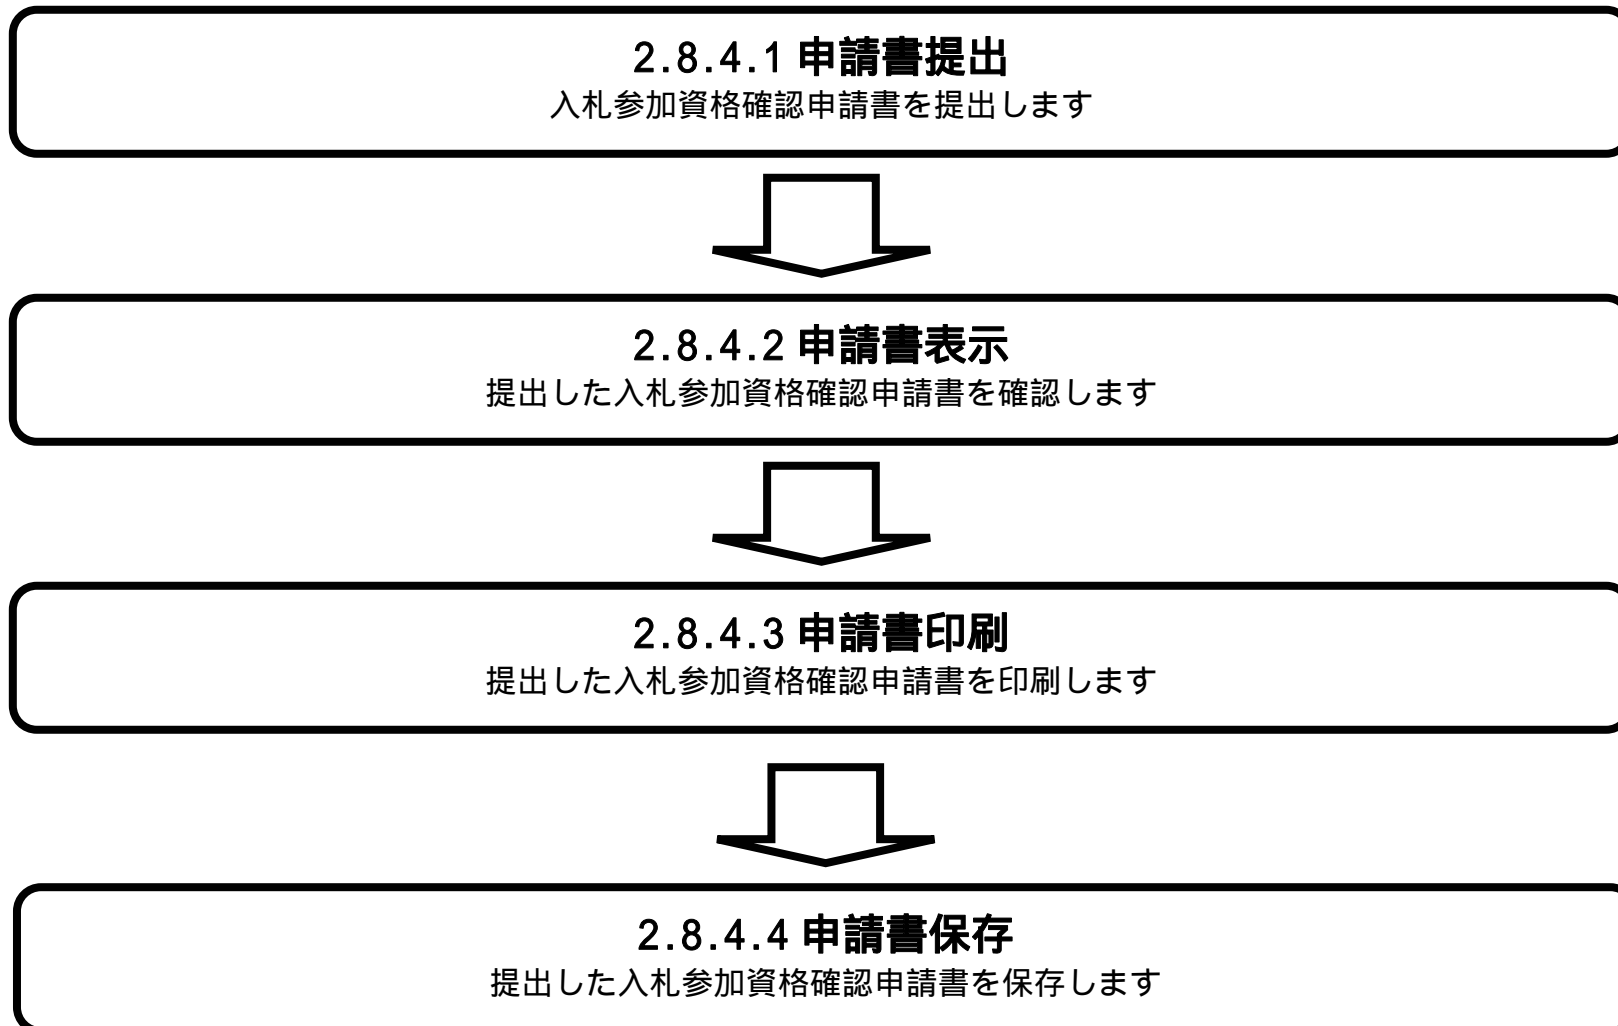 2.8.4.1 申請書提出
入札参加資格確認申請書を提出します
2.8.4.2 申請書表示
提出した入札参加資格確認申請書を確認します
2.8.4.3 申請書印刷
提出した入札参加資格確認申請書を印刷します
2.8.4.4 申請書保存
提出した入札参加資格確認申請書を保存します